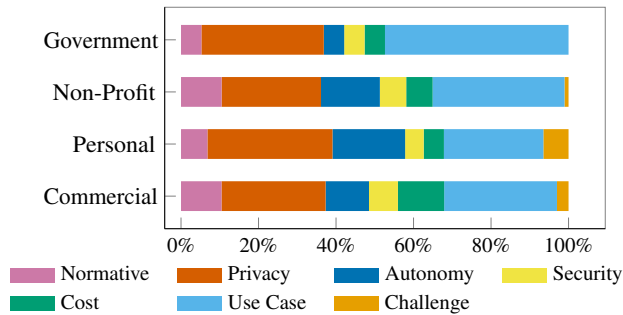 Government
Non-Profit
Personal
Commercial
0% 20% 40% 60% 80% 100%
Normative Privacy Autonomy Security
Cost Use Case Challenge